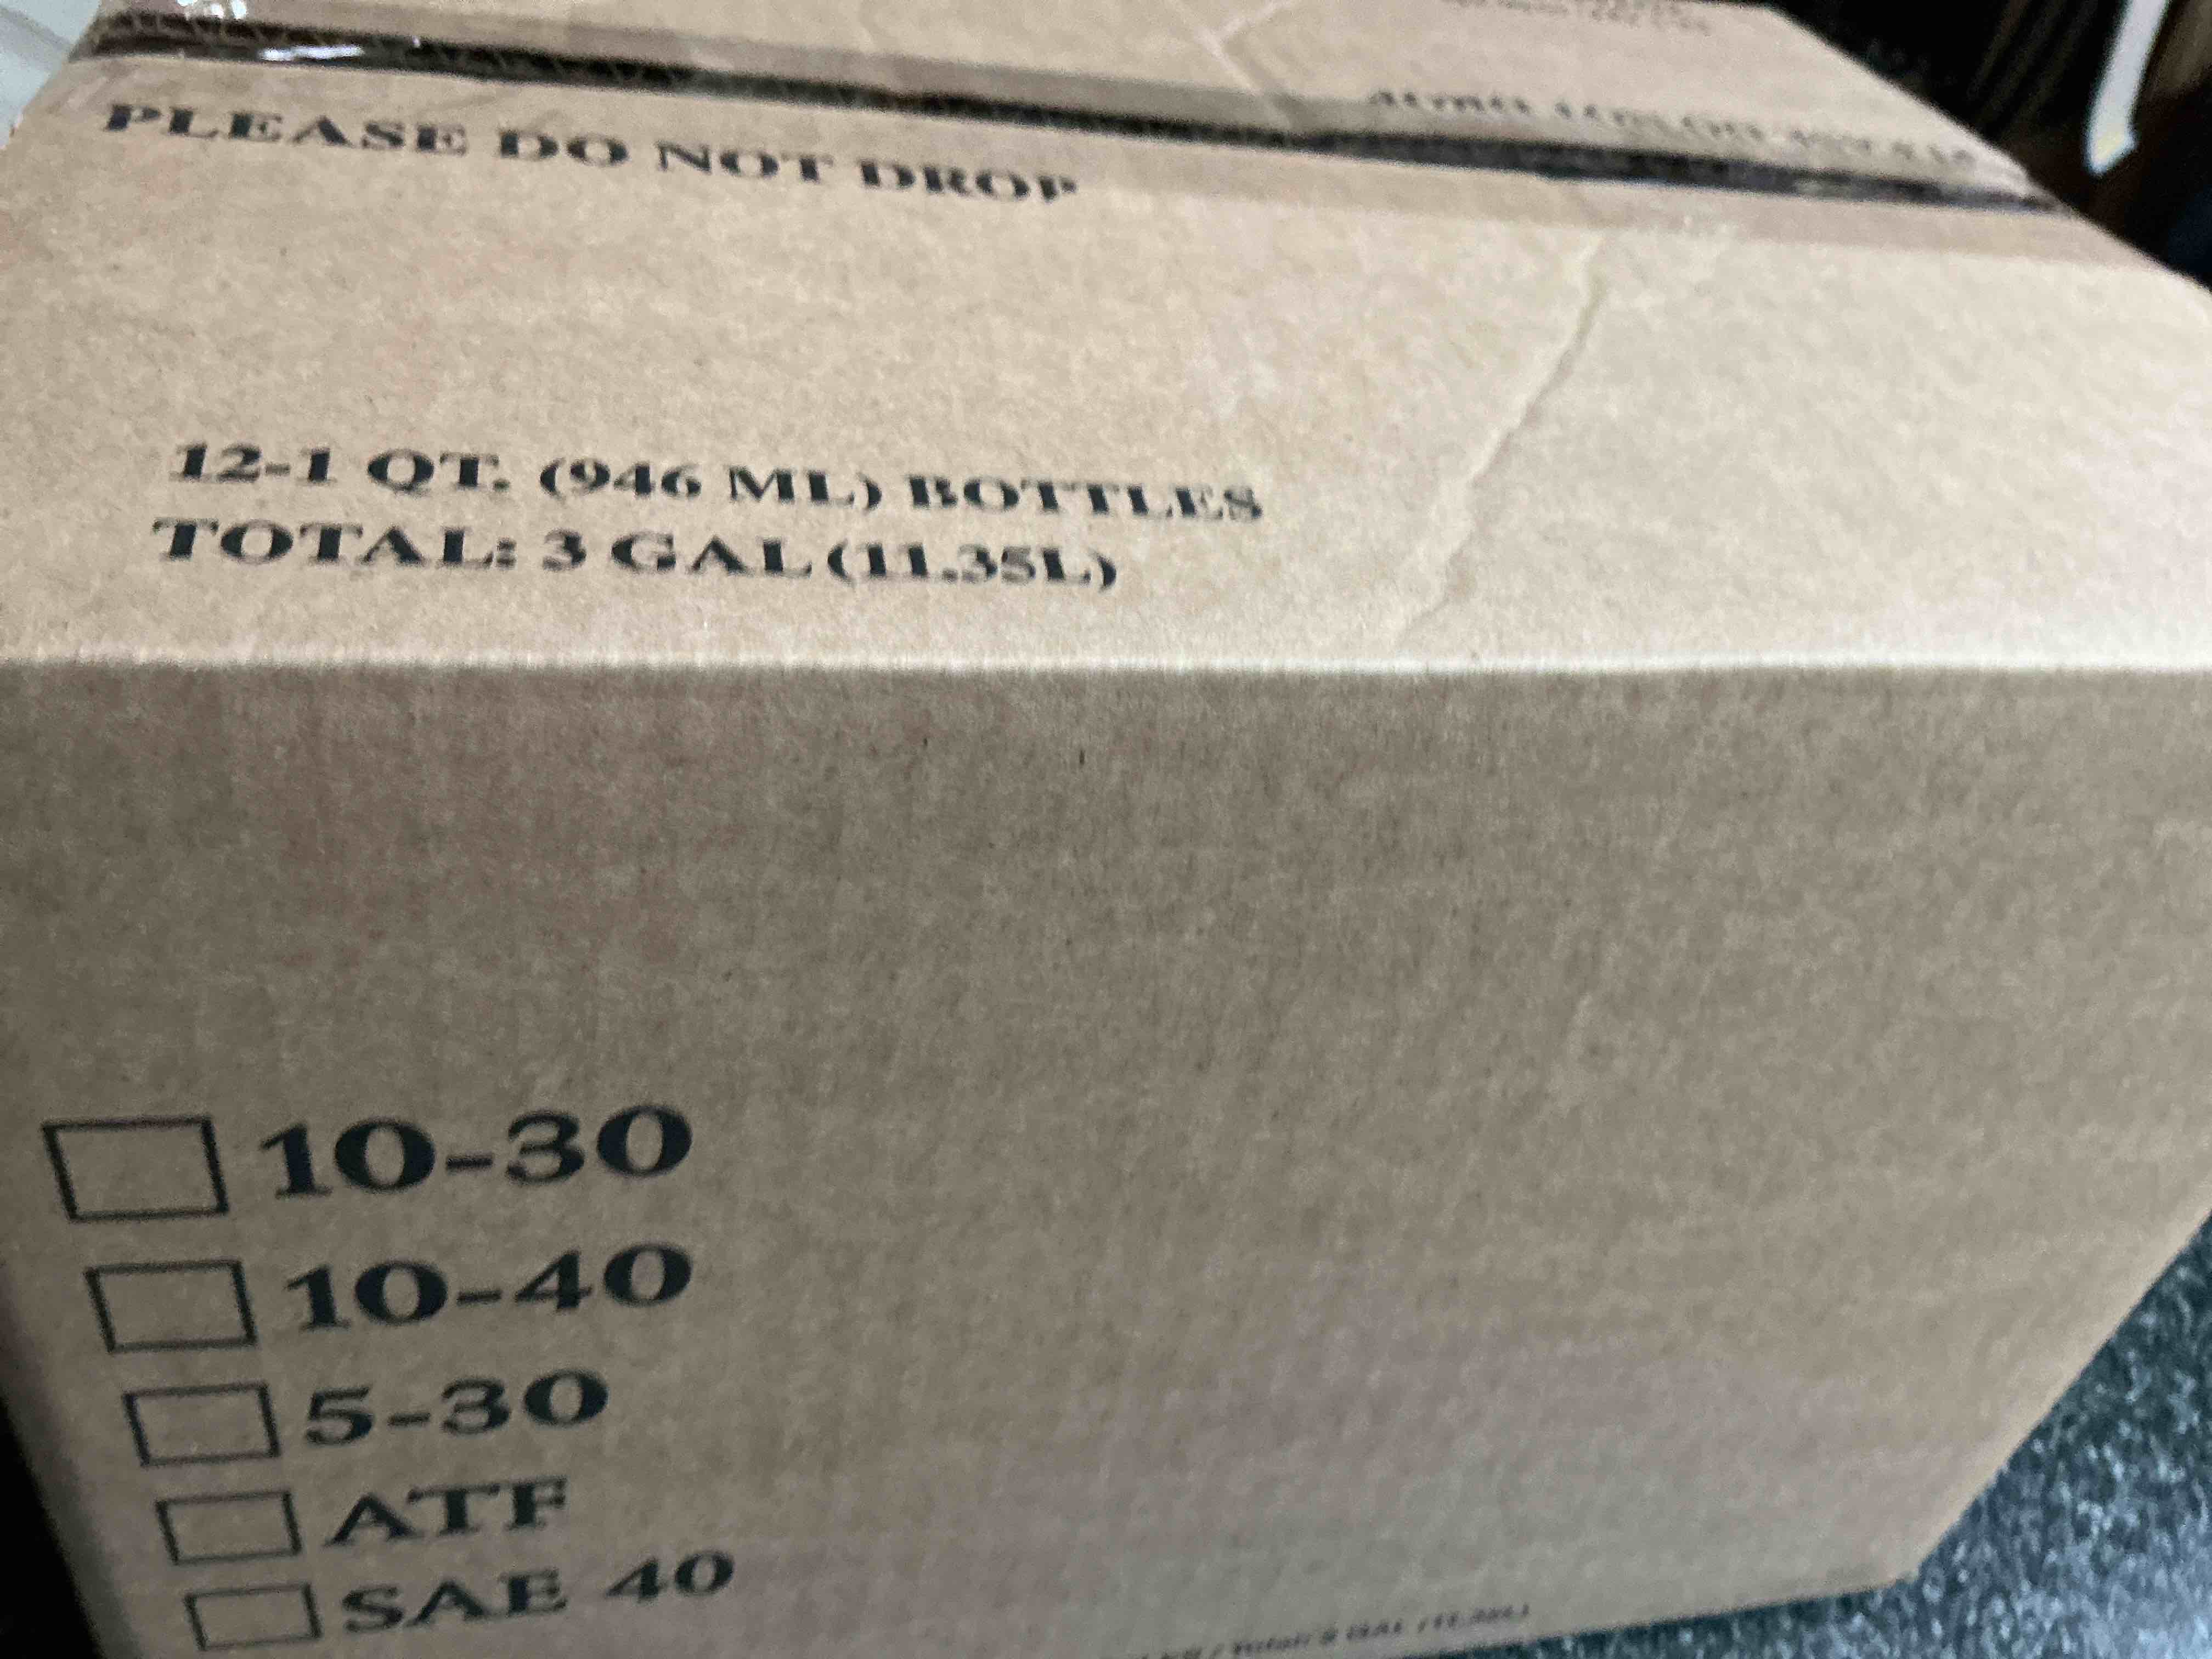 PLEASE DO NOT DROP
12-1 QT. (946 ML) BOTTLES
TOTAL: 3 GAL (11.35L)
10-30
10-40
5-30
ATF
SAE 40